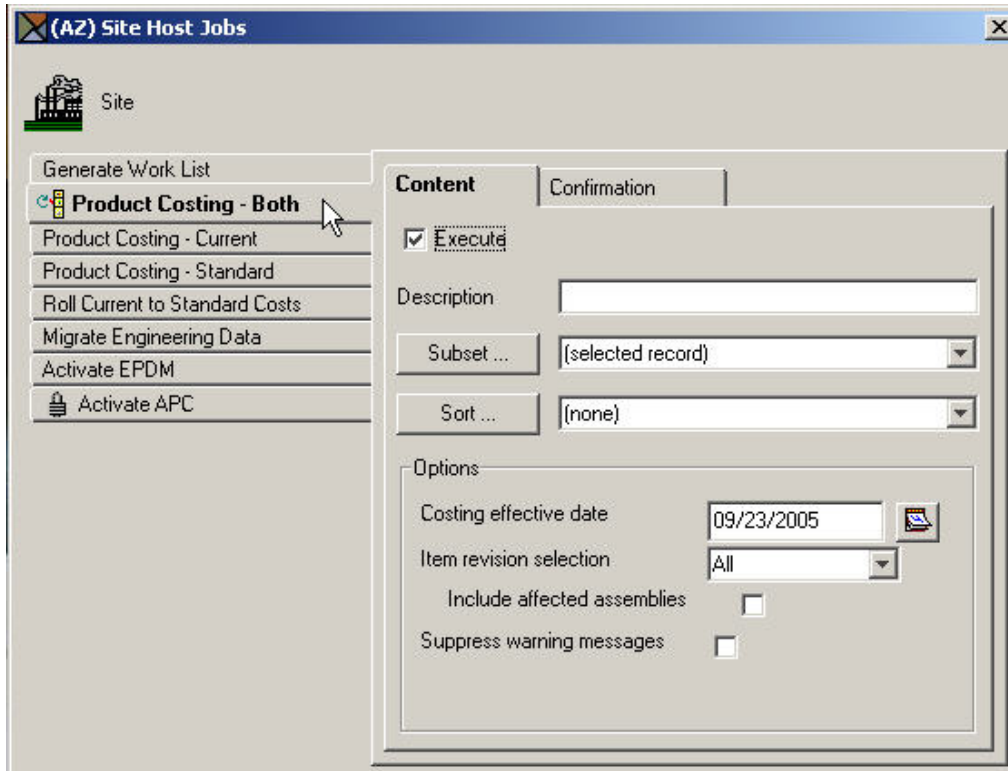 (AZ) Site Host Jobs
Site
Generate Work List
Product Costing - Both
Product Costing - Current
Product Costing - Standard
Roll Current to Standard Costs
Migrate Engineering Data
Activate EPDM
Activate APC
Content
Confirmation
Execute
Description
Subset ... (selected record)
Sort ... (none)
Options
Costing effective date 09/23/2005
Item revision selection All
Include affected assemblies
Suppress warning messages